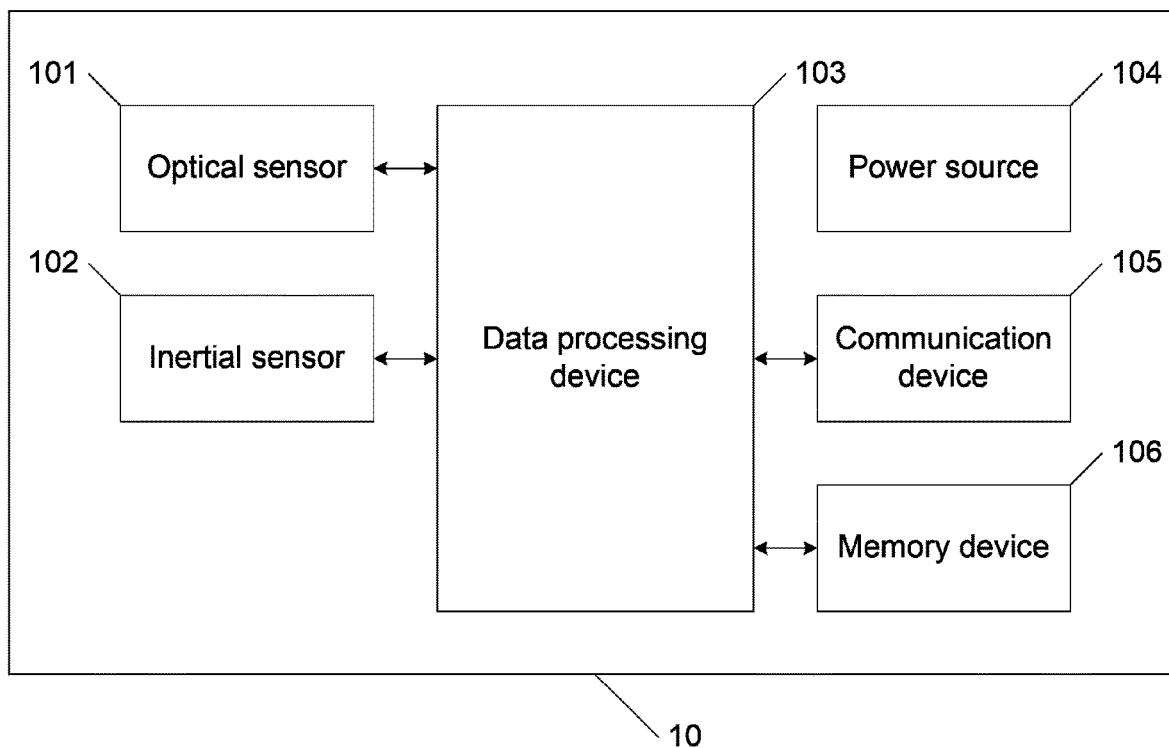 101
103
104
Optical sensor
Power source
102
105
Inertial sensor
Data processing
device
Communication
device
106
Memory device
10